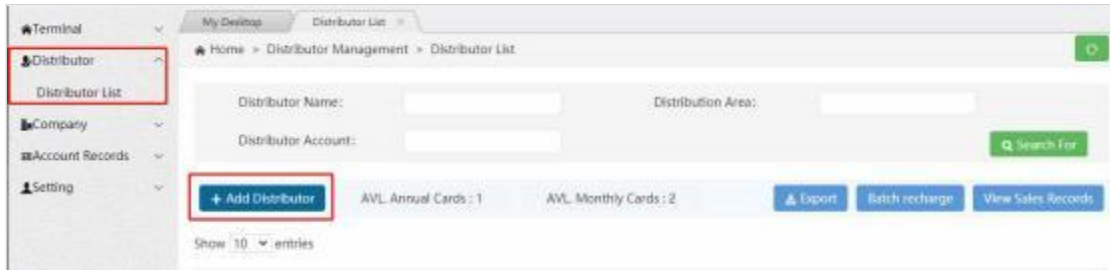 Terminal
Distributor
Distributor List
Company
Account Records
Setting
My Desktop Distributor List ×
Home > Distributor Management > Distributor List
Distributor Name: Distribution Area:
Distributor Account: Search For
+ Add Distributor AVL. Annual Cards : 1 AVL. Monthly Cards : 2 Export Batch recharge View Sales Records
Show 10 entries